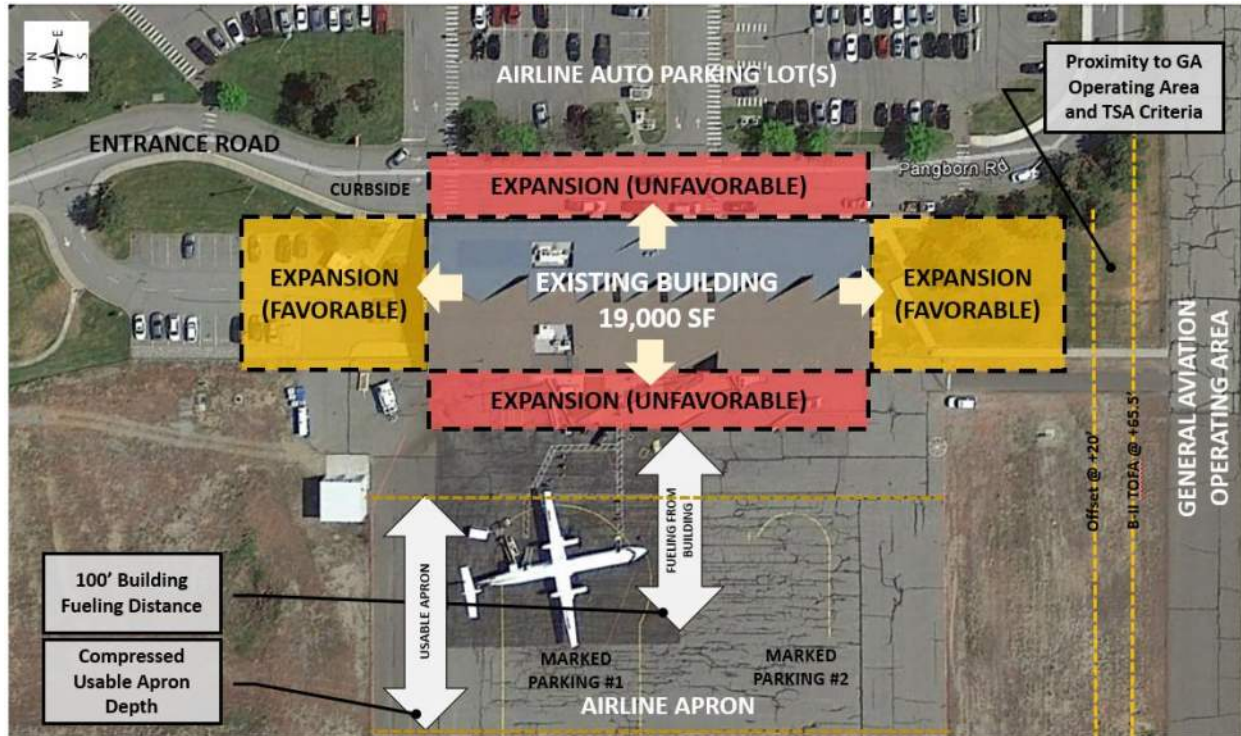 E
N
S
W
AIRLINE AUTO PARKING LOT(S)
Proximity to GA
Operating Area
and TSA Criteria
ENTRANCE ROAD
CURBSIDE
EXPANSION (UNFAVORABLE)
Pangborn Rd
EXPANSION
(FAVORABLE)
EXISTING BUILDING
19,000 SF
EXPANSION
(FAVORABLE)
EXPANSION (UNFAVORABLE)
GENERAL AVIATION
OPERATING AREA
Offset @ +20'
B-II TOFA @ +65.5'
FUELING FROM
BUILDING
USABLE APRON
100' Building
Fueling Distance
Compressed
Usable Apron
Depth
MARKED
PARKING #1
MARKED
PARKING #2
AIRLINE APRON